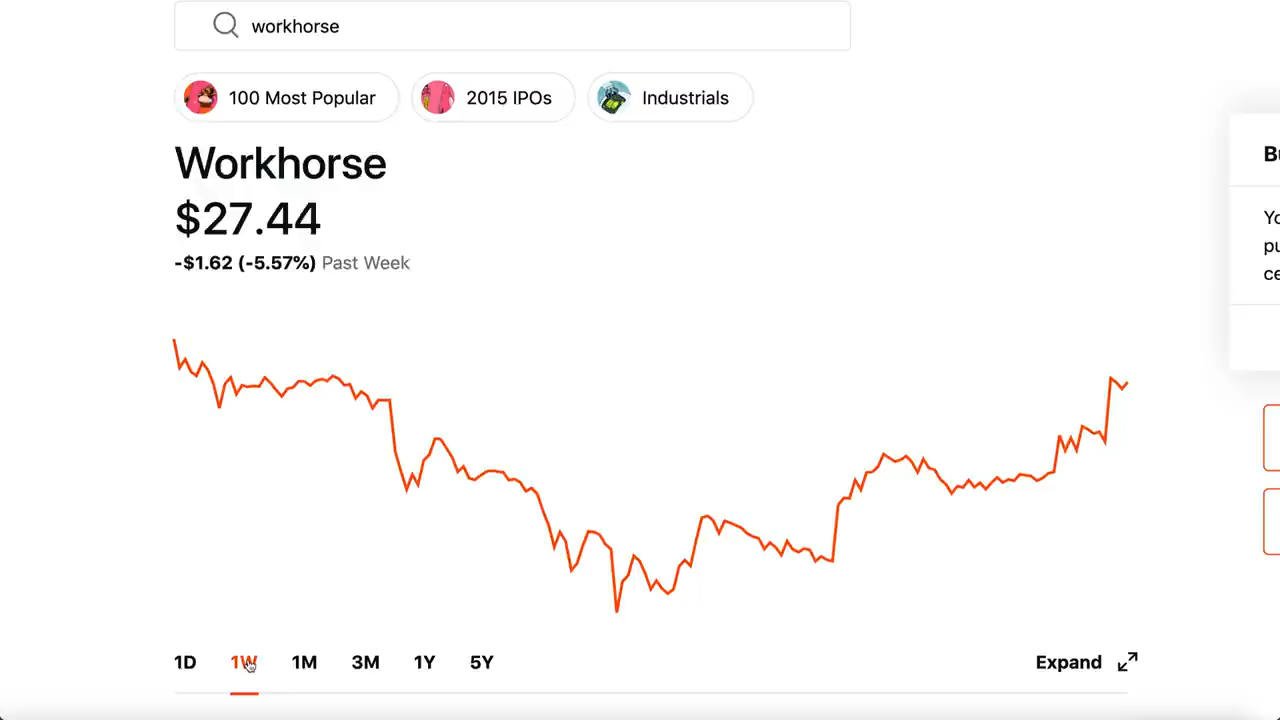 workhorse
100 Most Popular
2015 IPOs
Industrials
Workhorse
$27.44
-$1.62 (-5.57%) Past Week
1D
1W
1M
3M
1Y
5Y
Expand